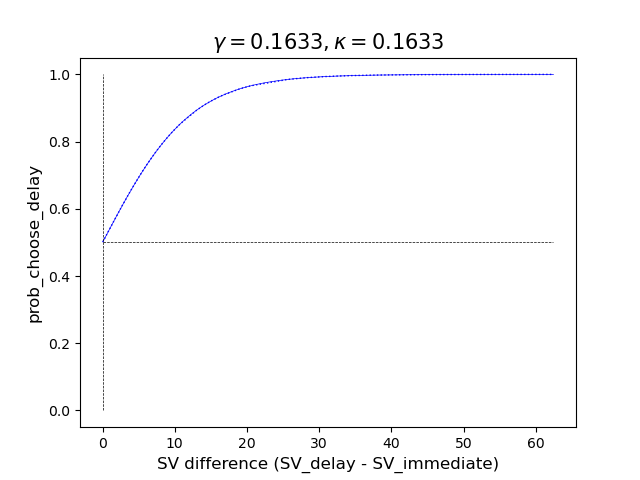 γ = 0.1633, κ = 0.1633
1.0
0.8
0.6
0.4
0.2
0.0
prob_choose_delay
0 10 20 30 40 50 60
SV difference (SV_delay - SV_immediate)